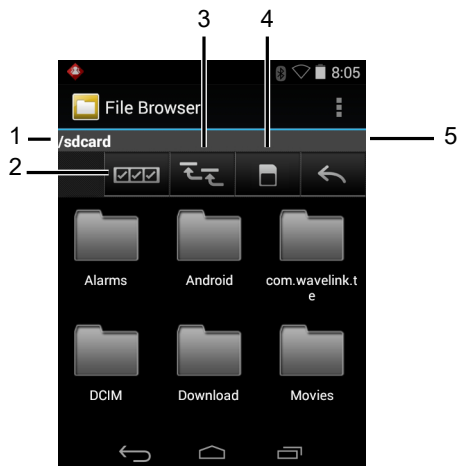 3 4
8:05
File Browser
1 /sdcard 5
2
Alarms Android com.wavelink.t
e
DCIM Download Movies